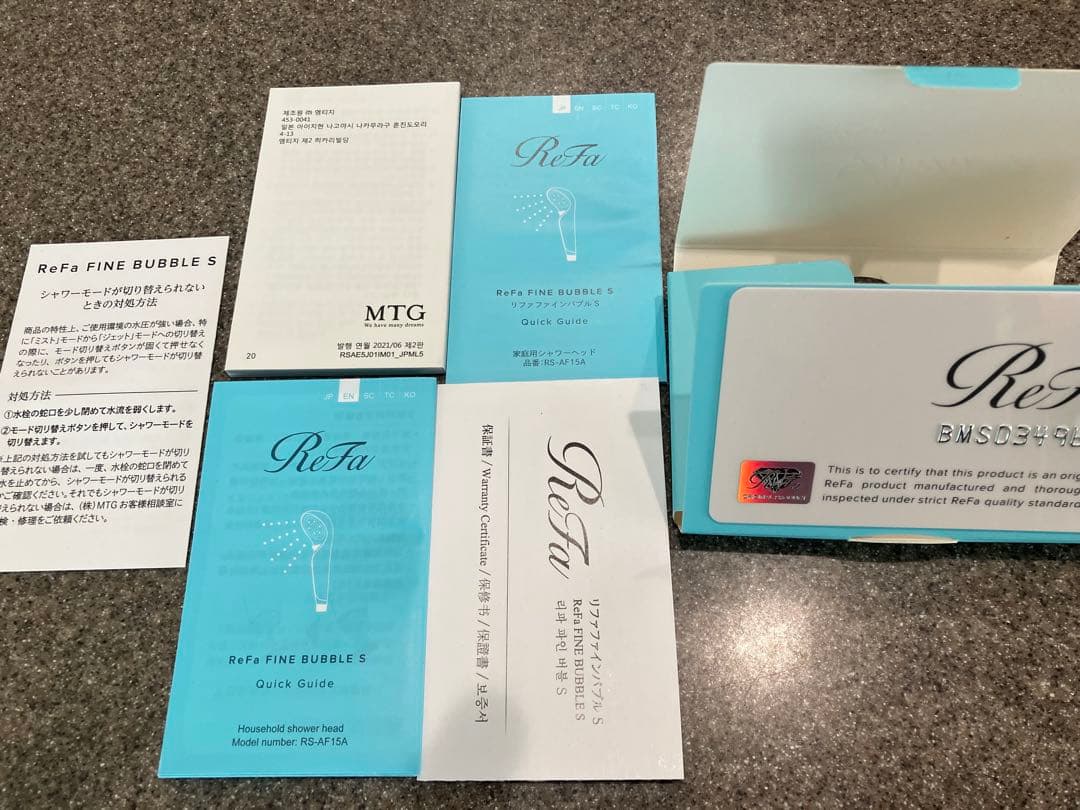 ReFa FINE BUBBLE S
シャワーモードが切り替えられない
ときの対処方法
商品の特性上、ご使用環境の水圧が強い場合、特
に「ミスト」モードから「ジェット」モードへの切り替え
の際に、モード切り替えボタンが固くて押せなく
なったり、ボタンを押してもシャワーモードが切り替
えられないことがあります。
対処方法
①水栓の蛇口を少し閉めて水流を弱くします。
②モード切り替えボタンを押して、シャワーモードを
切り替えます。
※上記の対処方法を試してもシャワーモードが切り
替えられない場合は、一度、水栓の蛇口を閉めて
水を止めてから、シャワーモードが切り替えられる
かご確認ください。それでもシャワーモードが切り
替えられない場合は、(株)MTGお客様相談室に
検・修理をご依頼ください。
제조원 ㈜ 엠티지
453-0041
일본 아이치현 나고야시 나카무라구 혼진도오리
4-13
엠티지 제2 히카리빌딩
MTG
We have many dreams
발행 연월 2021/06 제2판
20
RSAE5J01M01_JPML5
JP EN SC TC KO
ReFa
ReFa FINE BUBBLE S
リファファインバブル S
Quick Guide
家庭用シャワーヘッド
品番:RS-AF15A
JP EN SC TC KO
ReFa
ReFa FINE BUBBLE S
Quick Guide
Household shower head
Model number: RS-AF15A
ReFa
リファファインバブル S
ReFa FINE BUBBLE S
리파 파인 버블 S
保証書 / Warranty Certificate / 保修书 / 保證書 / 보증서
ReF
BMSD349
ReFa
This is to certify that this product is an orig
ReFa product manufactured and thoroug
inspected under strict ReFa quality standard